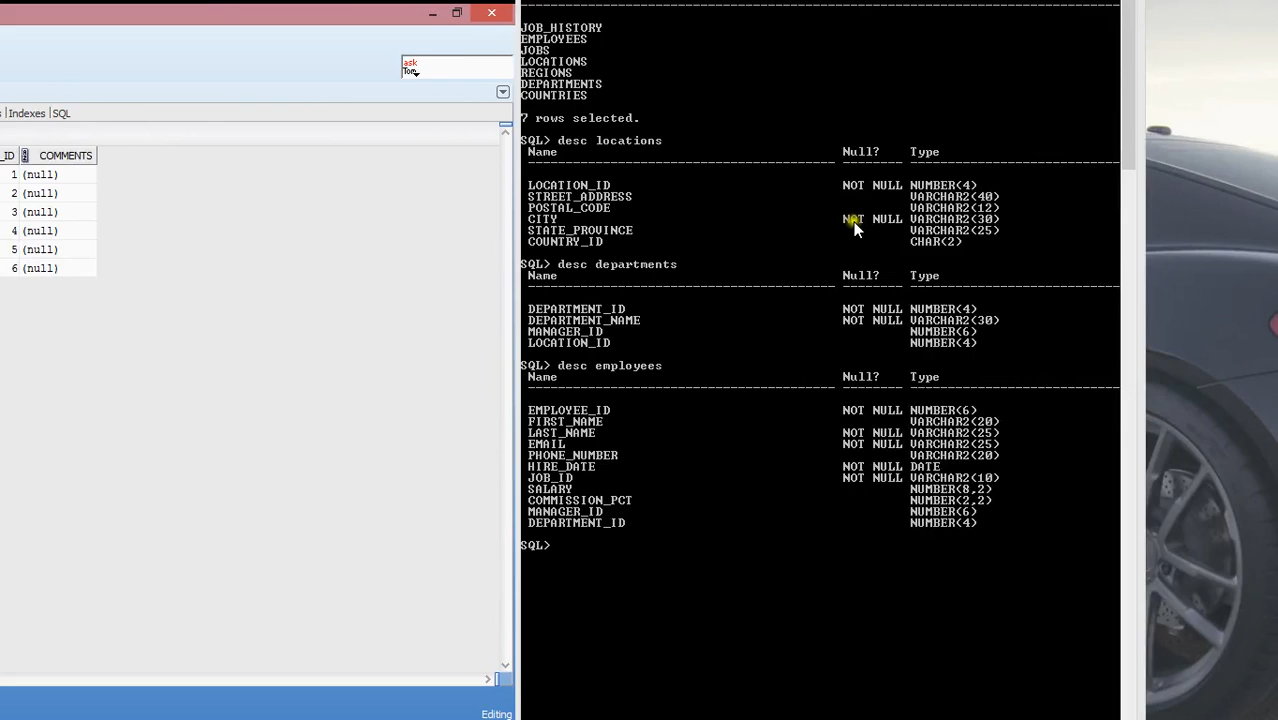 ask
Tom
Indexes | SQL
_ID COMMENTS
1 (null)
2 (null)
3 (null)
4 (null)
5 (null)
6 (null)
Editing
JOB_HISTORY
EMPLOYEES
JOBS
LOCATIONS
REGIONS
DEPARTMENTS
COUNTRIES
7 rows selected.
SQL> desc locations
Name Null? Type
LOCATION_ID NOT NULL NUMBER(4)
STREET_ADDRESS VARCHAR2(40)
POSTAL_CODE VARCHAR2(12)
CITY NOT NULL VARCHAR2(30)
STATE_PROVINCE VARCHAR2(25)
COUNTRY_ID CHAR(2)
SQL> desc departments
Name Null? Type
DEPARTMENT_ID NOT NULL NUMBER(4)
DEPARTMENT_NAME NOT NULL VARCHAR2(30)
MANAGER_ID NUMBER(6)
LOCATION_ID NUMBER(4)
SQL> desc employees
Name Null? Type
EMPLOYEE_ID NOT NULL NUMBER(6)
FIRST_NAME VARCHAR2(20)
LAST_NAME NOT NULL VARCHAR2(25)
EMAIL NOT NULL VARCHAR2(25)
PHONE_NUMBER VARCHAR2(20)
HIRE_DATE NOT NULL DATE
JOB_ID NOT NULL VARCHAR2(10)
SALARY NUMBER(8,2)
COMMISSION_PCT NUMBER(2,2)
MANAGER_ID NUMBER(6)
DEPARTMENT_ID NUMBER(4)
SQL>